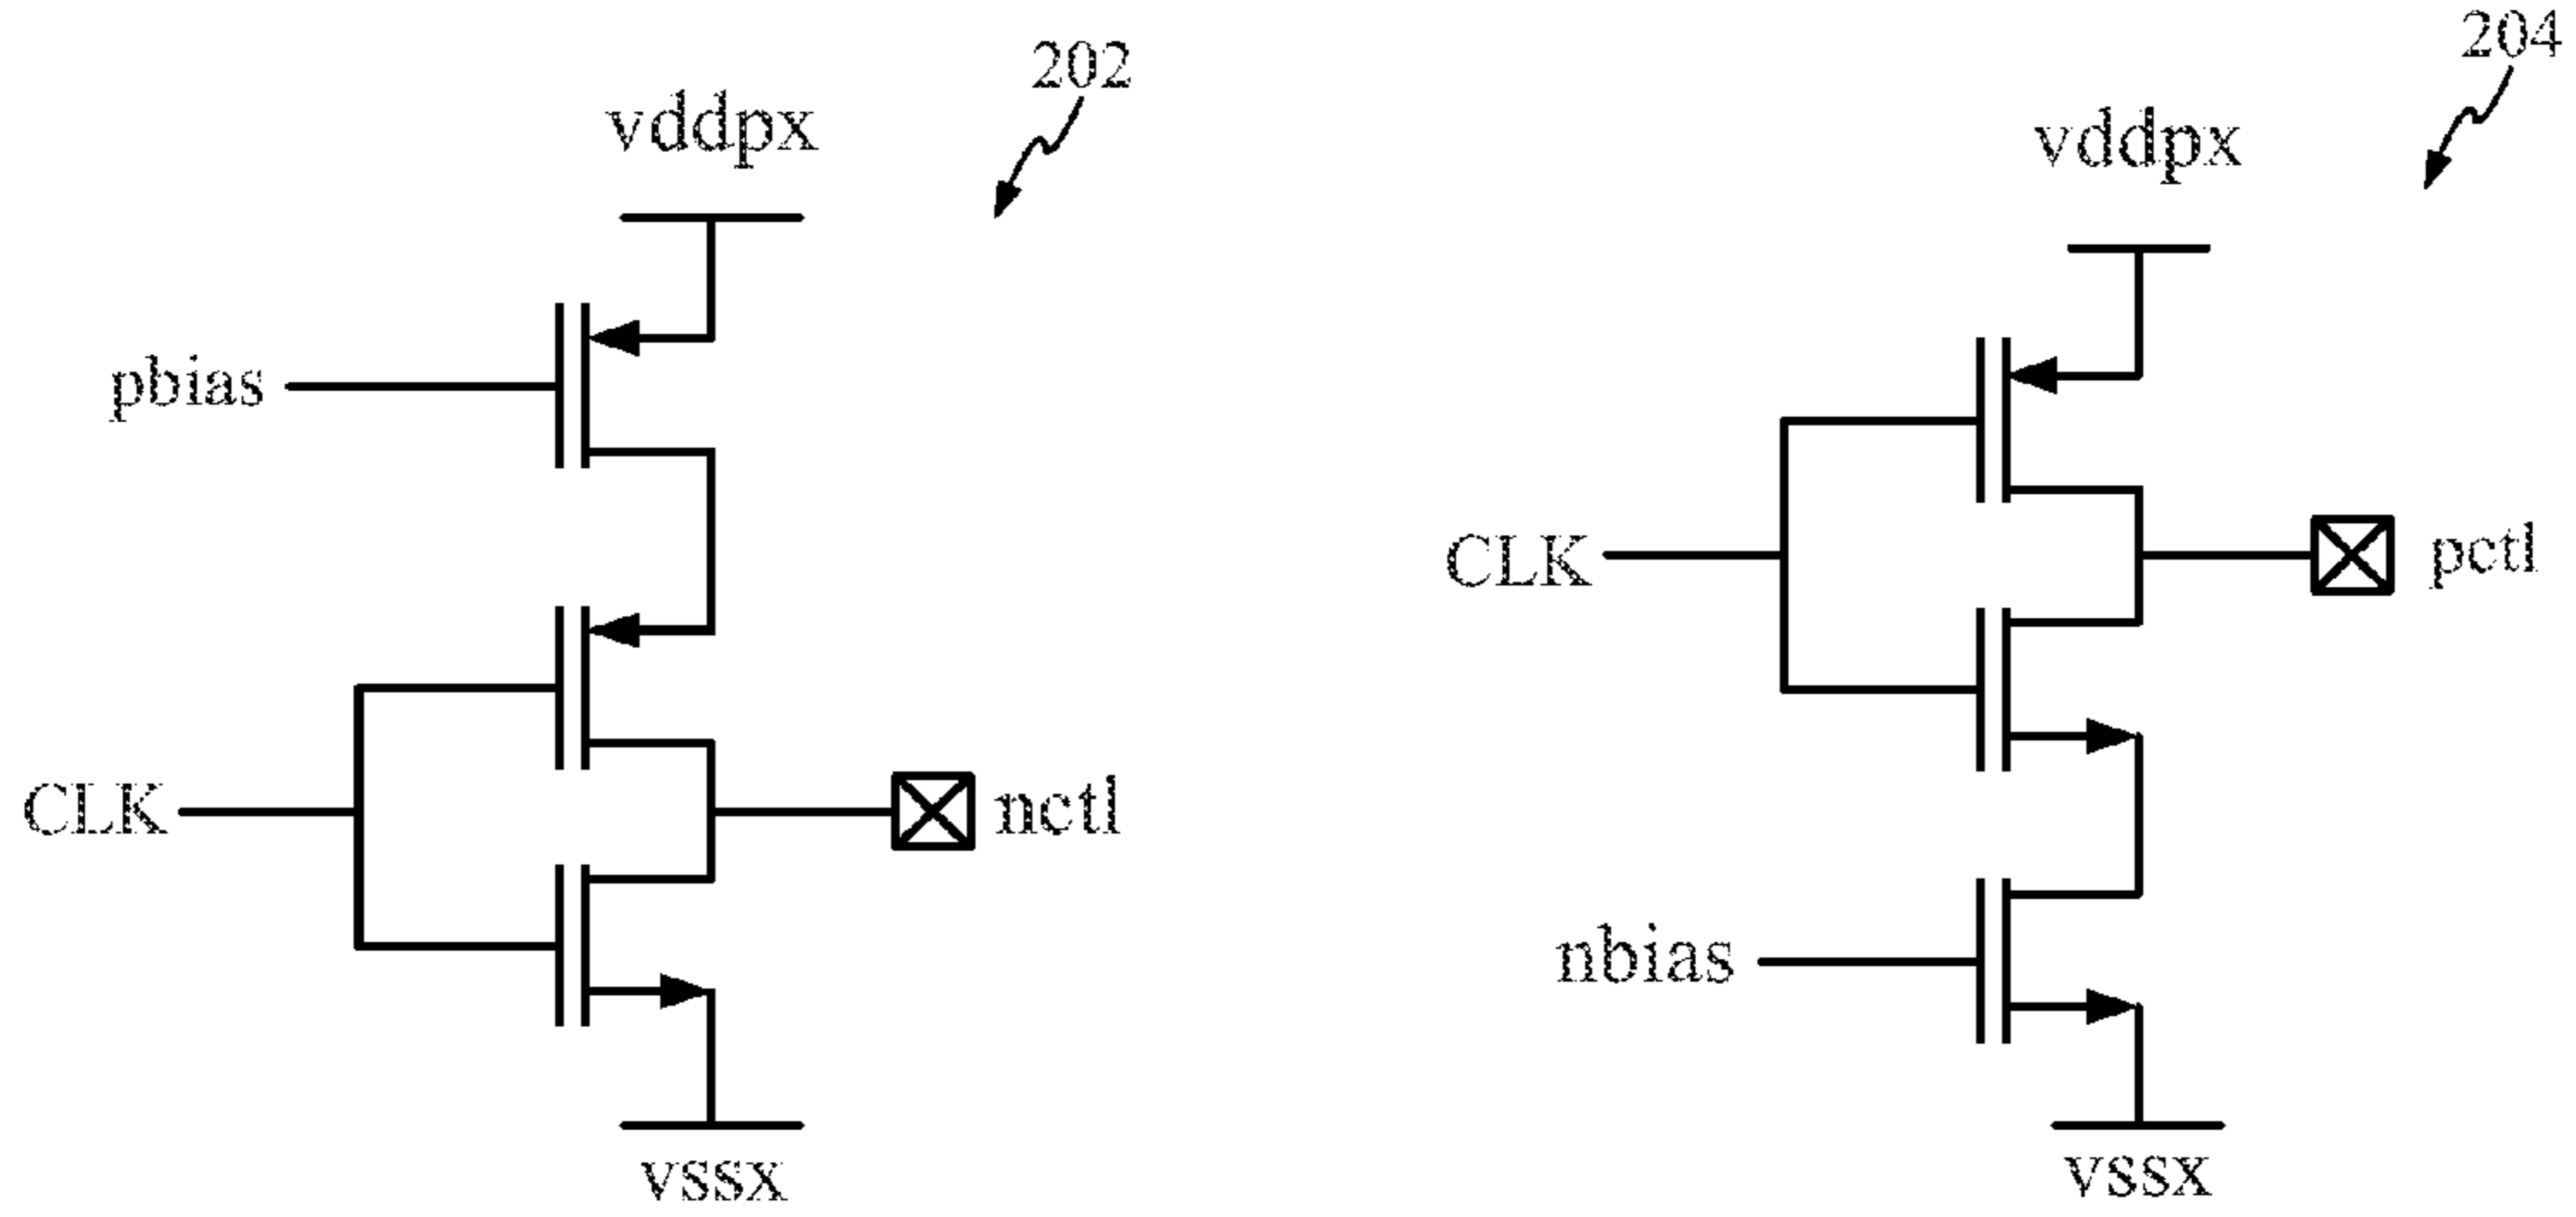 202
vddpx
pbias
CLK
nctl
vssx
204
vddpx
CLK
pctl
nbias
vssx